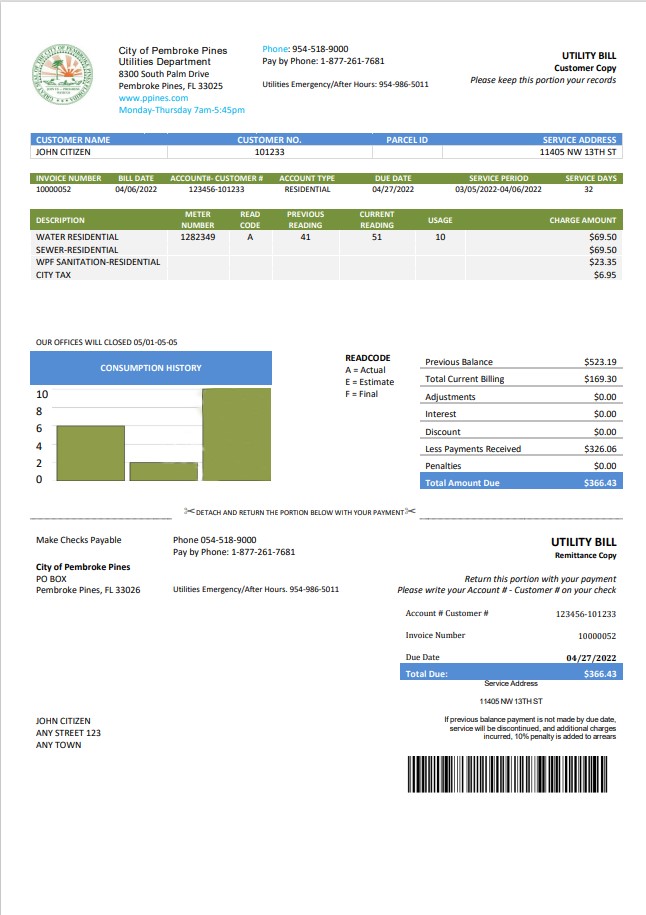 City of Pembroke Pines
Utilities Department
8300 South Palm Drive
Pembroke Pines, FL 33025
www.ppines.com
Monday-Thursday 7am-5:45pm
Phone: 954-518-9000
Pay by Phone: 1-877-261-7681
Utilities Emergency/After Hours: 954-986-5011
UTILITY BILL
Customer Copy
Please keep this portion your records
CUSTOMER NAME CUSTOMER NO. PARCEL ID SERVICE ADDRESS
JOHN CITIZEN 101233 11405 NW 13TH ST
INVOICE NUMBER BILL DATE ACCOUNT#- CUSTOMER # ACCOUNT TYPE DUE DATE SERVICE PERIOD SERVICE DAYS
10000052 04/06/2022 123456-101233 RESIDENTIAL 04/27/2022 03/05/2022-04/06/2022 32
DESCRIPTION METER NUMBER READ CODE PREVIOUS READING CURRENT READING USAGE CHARGE AMOUNT
WATER RESIDENTIAL 1282349 A 41 51 10 $69.50
SEWER-RESIDENTIAL $69.50
WPF SANITATION-RESIDENTIAL $23.35
CITY TAX $6.95
OUR OFFICES WILL CLOSED 05/01-05-05
CONSUMPTION HISTORY
10
8
6
4
2
0
READCODE
A = Actual
E = Estimate
F = Final
Previous Balance $523.19
Total Current Billing $169.30
Adjustments $0.00
Interest $0.00
Discount $0.00
Less Payments Received $326.06
Penalties $0.00
Total Amount Due $366.43
DETACH AND RETURN THE PORTION BELOW WITH YOUR PAYMENT
Make Checks Payable
City of Pembroke Pines
PO BOX
Pembroke Pines, FL 33026
Phone 054-518-9000
Pay by Phone: 1-877-261-7681
Utilities Emergency/After Hours. 954-986-5011
UTILITY BILL
Remittance Copy
Return this portion with your payment
Please write your Account # - Customer # on your check
Account # Customer # 123456-101233
Invoice Number 10000052
Due Date 04/27/2022
Total Due: $366.43
Service Address
11405 NW 13TH ST
If previous balance payment is not made by due date,
service will be discontinued, and additional charges
incurred, 10% penalty is added to arrears
JOHN CITIZEN
ANY STREET 123
ANY TOWN